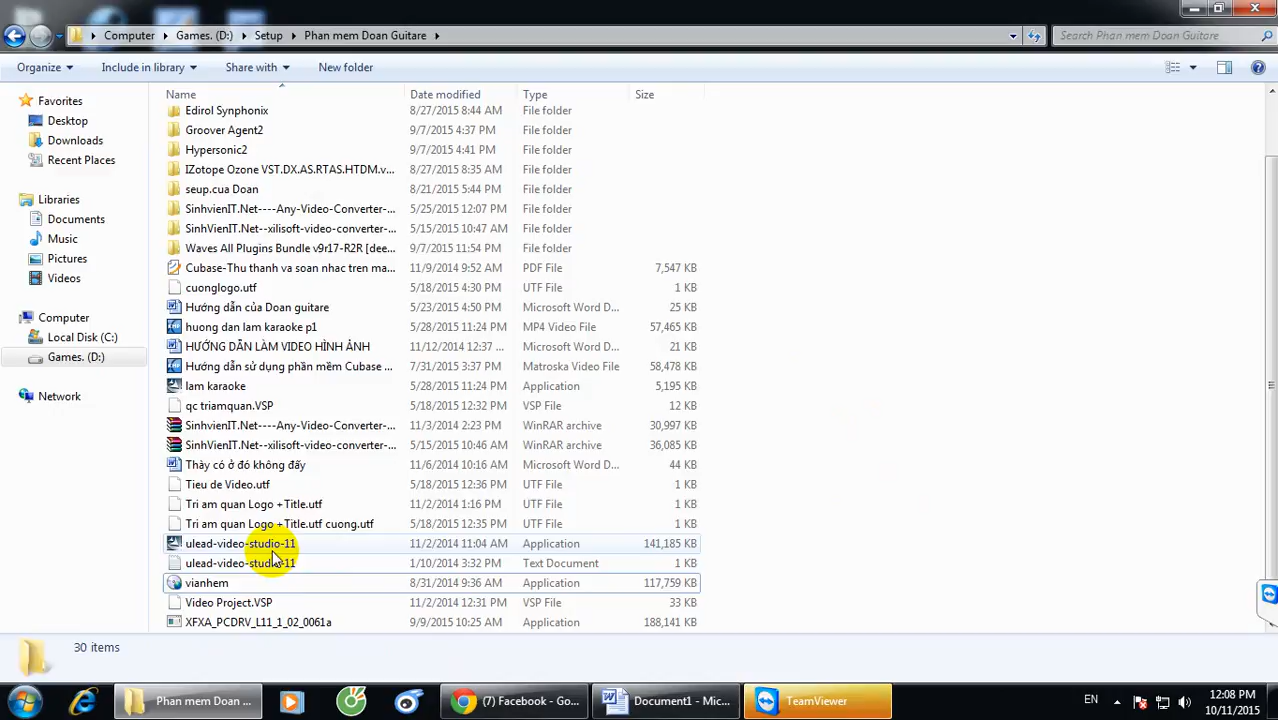 Computer Games. (D:) Setup Phan mem Doan Guitare Search Phan mem Doan Guitare
Organize Include in library Share with New folder
Name Date modified Type Size
Favorites
Desktop
Downloads
Recent Places
Libraries
Documents
Music
Pictures
Videos
Computer
Local Disk (C:)
Games. (D:)
Network
Edirol Synphonix 8/27/2015 8:44 AM File folder
Groover Agent2 9/7/2015 4:37 PM File folder
Hypersonic2 9/7/2015 4:41 PM File folder
IZotope Ozone VST.DX.AS.RTAS.HTDM.v... 8/27/2015 8:35 AM File folder
seup.cua Doan 8/21/2015 5:44 PM File folder
SinhvienIT.Net----Any-Video-Converter-... 5/25/2015 12:07 PM File folder
SinhVienIT.Net--xilisoft-video-converter-... 5/15/2015 10:47 AM File folder
Waves All Plugins Bundle v9r17-R2R [dee... 9/7/2015 11:54 PM File folder
Cubase-Thu thanh va soan nhac tren ma... 11/9/2014 9:52 AM PDF File 7,547 KB
cuonglogo.utf 5/18/2015 4:30 PM UTF File 1 KB
Hướng dẫn của Doan guitare 5/23/2015 4:50 PM Microsoft Word D... 25 KB
huong dan lam karaoke p1 5/28/2015 11:24 PM MP4 Video File 57,465 KB
HƯỚNG DẪN LÀM VIDEO HÌNH ẢNH 11/12/2014 12:37 ... Microsoft Word D... 21 KB
Hướng dẫn sử dụng phần mềm Cubase ... 7/31/2015 3:37 PM Matroska Video File 58,478 KB
lam karaoke 5/28/2015 11:24 PM Application 5,195 KB
qc triamquan.VSP 5/18/2015 12:32 PM VSP File 12 KB
SinhvienIT.Net----Any-Video-Converter-... 11/3/2014 2:23 PM WinRAR archive 30,997 KB
SinhVienIT.Net--xilisoft-video-converter-... 5/15/2015 10:46 AM WinRAR archive 36,085 KB
Thày có ở đó không đấy 11/6/2014 10:16 AM Microsoft Word D... 44 KB
Tieu de Video.utf 5/18/2015 12:36 PM UTF File 1 KB
Tri am quan Logo +Title.utf 11/2/2014 1:16 PM UTF File 1 KB
Tri am quan Logo +Title.utf cuong.utf 5/18/2015 12:35 PM UTF File 1 KB
ulead-video-studio-11 11/2/2014 11:04 AM Application 141,185 KB
ulead-video-studio-11 1/10/2014 3:32 PM Text Document 1 KB
vianhem 8/31/2014 9:36 AM Application 117,759 KB
Video Project.VSP 11/2/2014 12:31 PM VSP File 33 KB
XFXA_PCDRV_L11_1_02_0061a 9/9/2015 10:25 AM Application 188,141 KB
30 items
Phan mem Doan ... (7) Facebook - Go... Document1 - Mic... TeamViewer EN 12:08 PM
10/11/2015